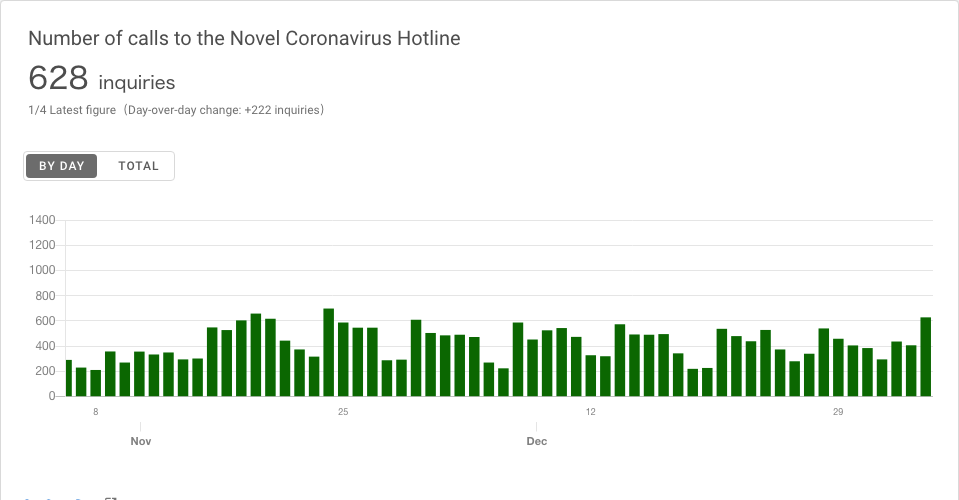 Number of calls to the Novel Coronavirus Hotline
628 inquiries
1/4 Latest figure（Day-over-day change: +222 inquiries）
BY DAY TOTAL
1400
1200
1000
800
600
400
200
0
8 25 12 29
Nov Dec